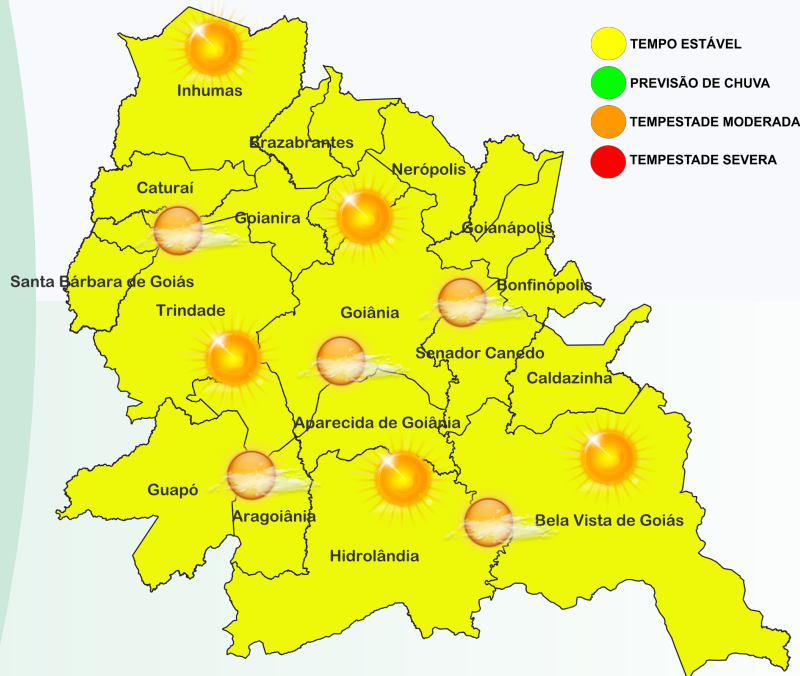 TEMPO ESTÁVEL
PREVISÃO DE CHUVA
TEMPESTADE MODERADA
TEMPESTADE SEVERA
Inhumas
Brazabrantes
Nerópolis
Caturaí
Goianira
Goianápolis
Santa Bárbara de Goiás
Bonfinópolis
Trindade
Goiânia
Senador Canedo
Caldazinha
Aparecida de Goiânia
Guapó
Aragoiânia
Bela Vista de Goiás
Hidrolândia